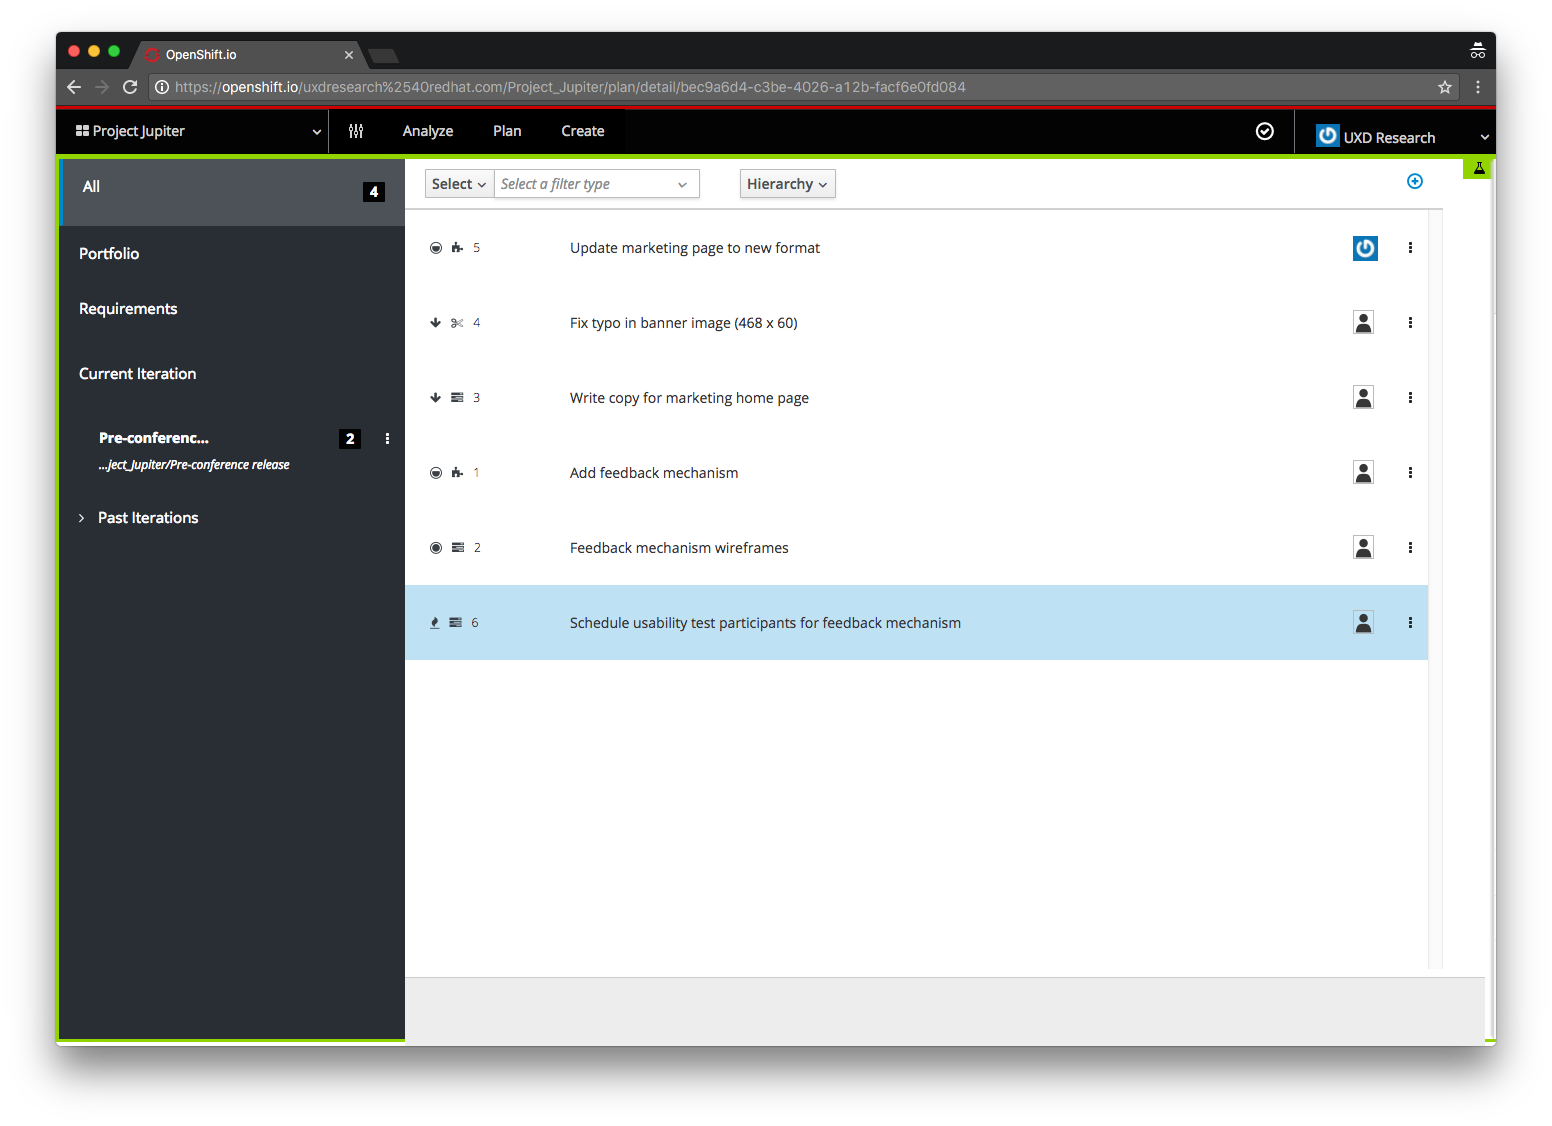 OpenShift.io
https://openshift.io/uxdresearch%2540redhat.com/Project_Jupiter/plan/detail/bec9a6d4-c3be-4026-a12b-facf6e0fd084
Project Jupiter
Analyze
Plan
Create
UXD Research
All
4
Portfolio
Requirements
Current Iteration
Pre-conferenc...
2
...ject_Jupiter/Pre-conference release
Past Iterations
Select
Select a filter type
Hierarchy
5 Update marketing page to new format
4 Fix typo in banner image (468 x 60)
3 Write copy for marketing home page
1 Add feedback mechanism
2 Feedback mechanism wireframes
6 Schedule usability test participants for feedback mechanism